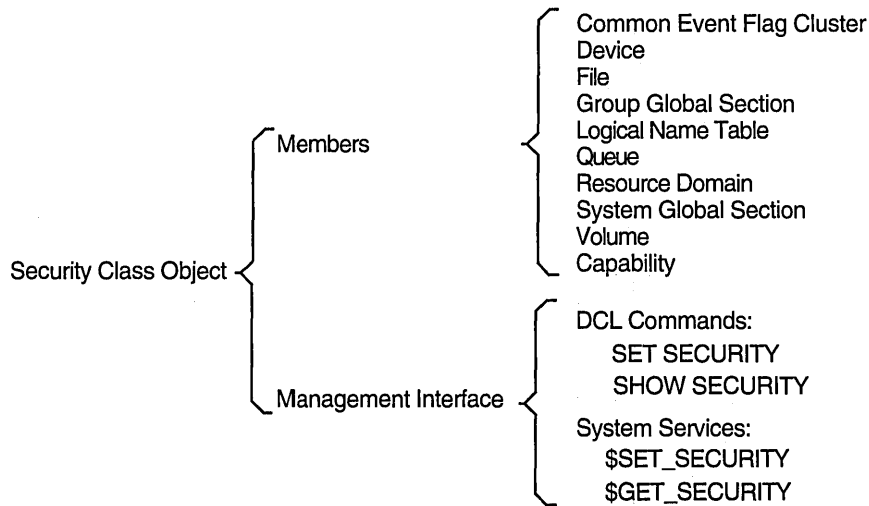 Common Event Flag Cluster
Device
File
Group Global Section
Members
Logical Name Table
Queue
Resource Domain
System Global Section
Volume
Security Class Object
Capability
DCL Commands:
SET SECURITY
SHOW SECURITY
Management Interface
System Services:
$SET_SECURITY
$GET_SECURITY